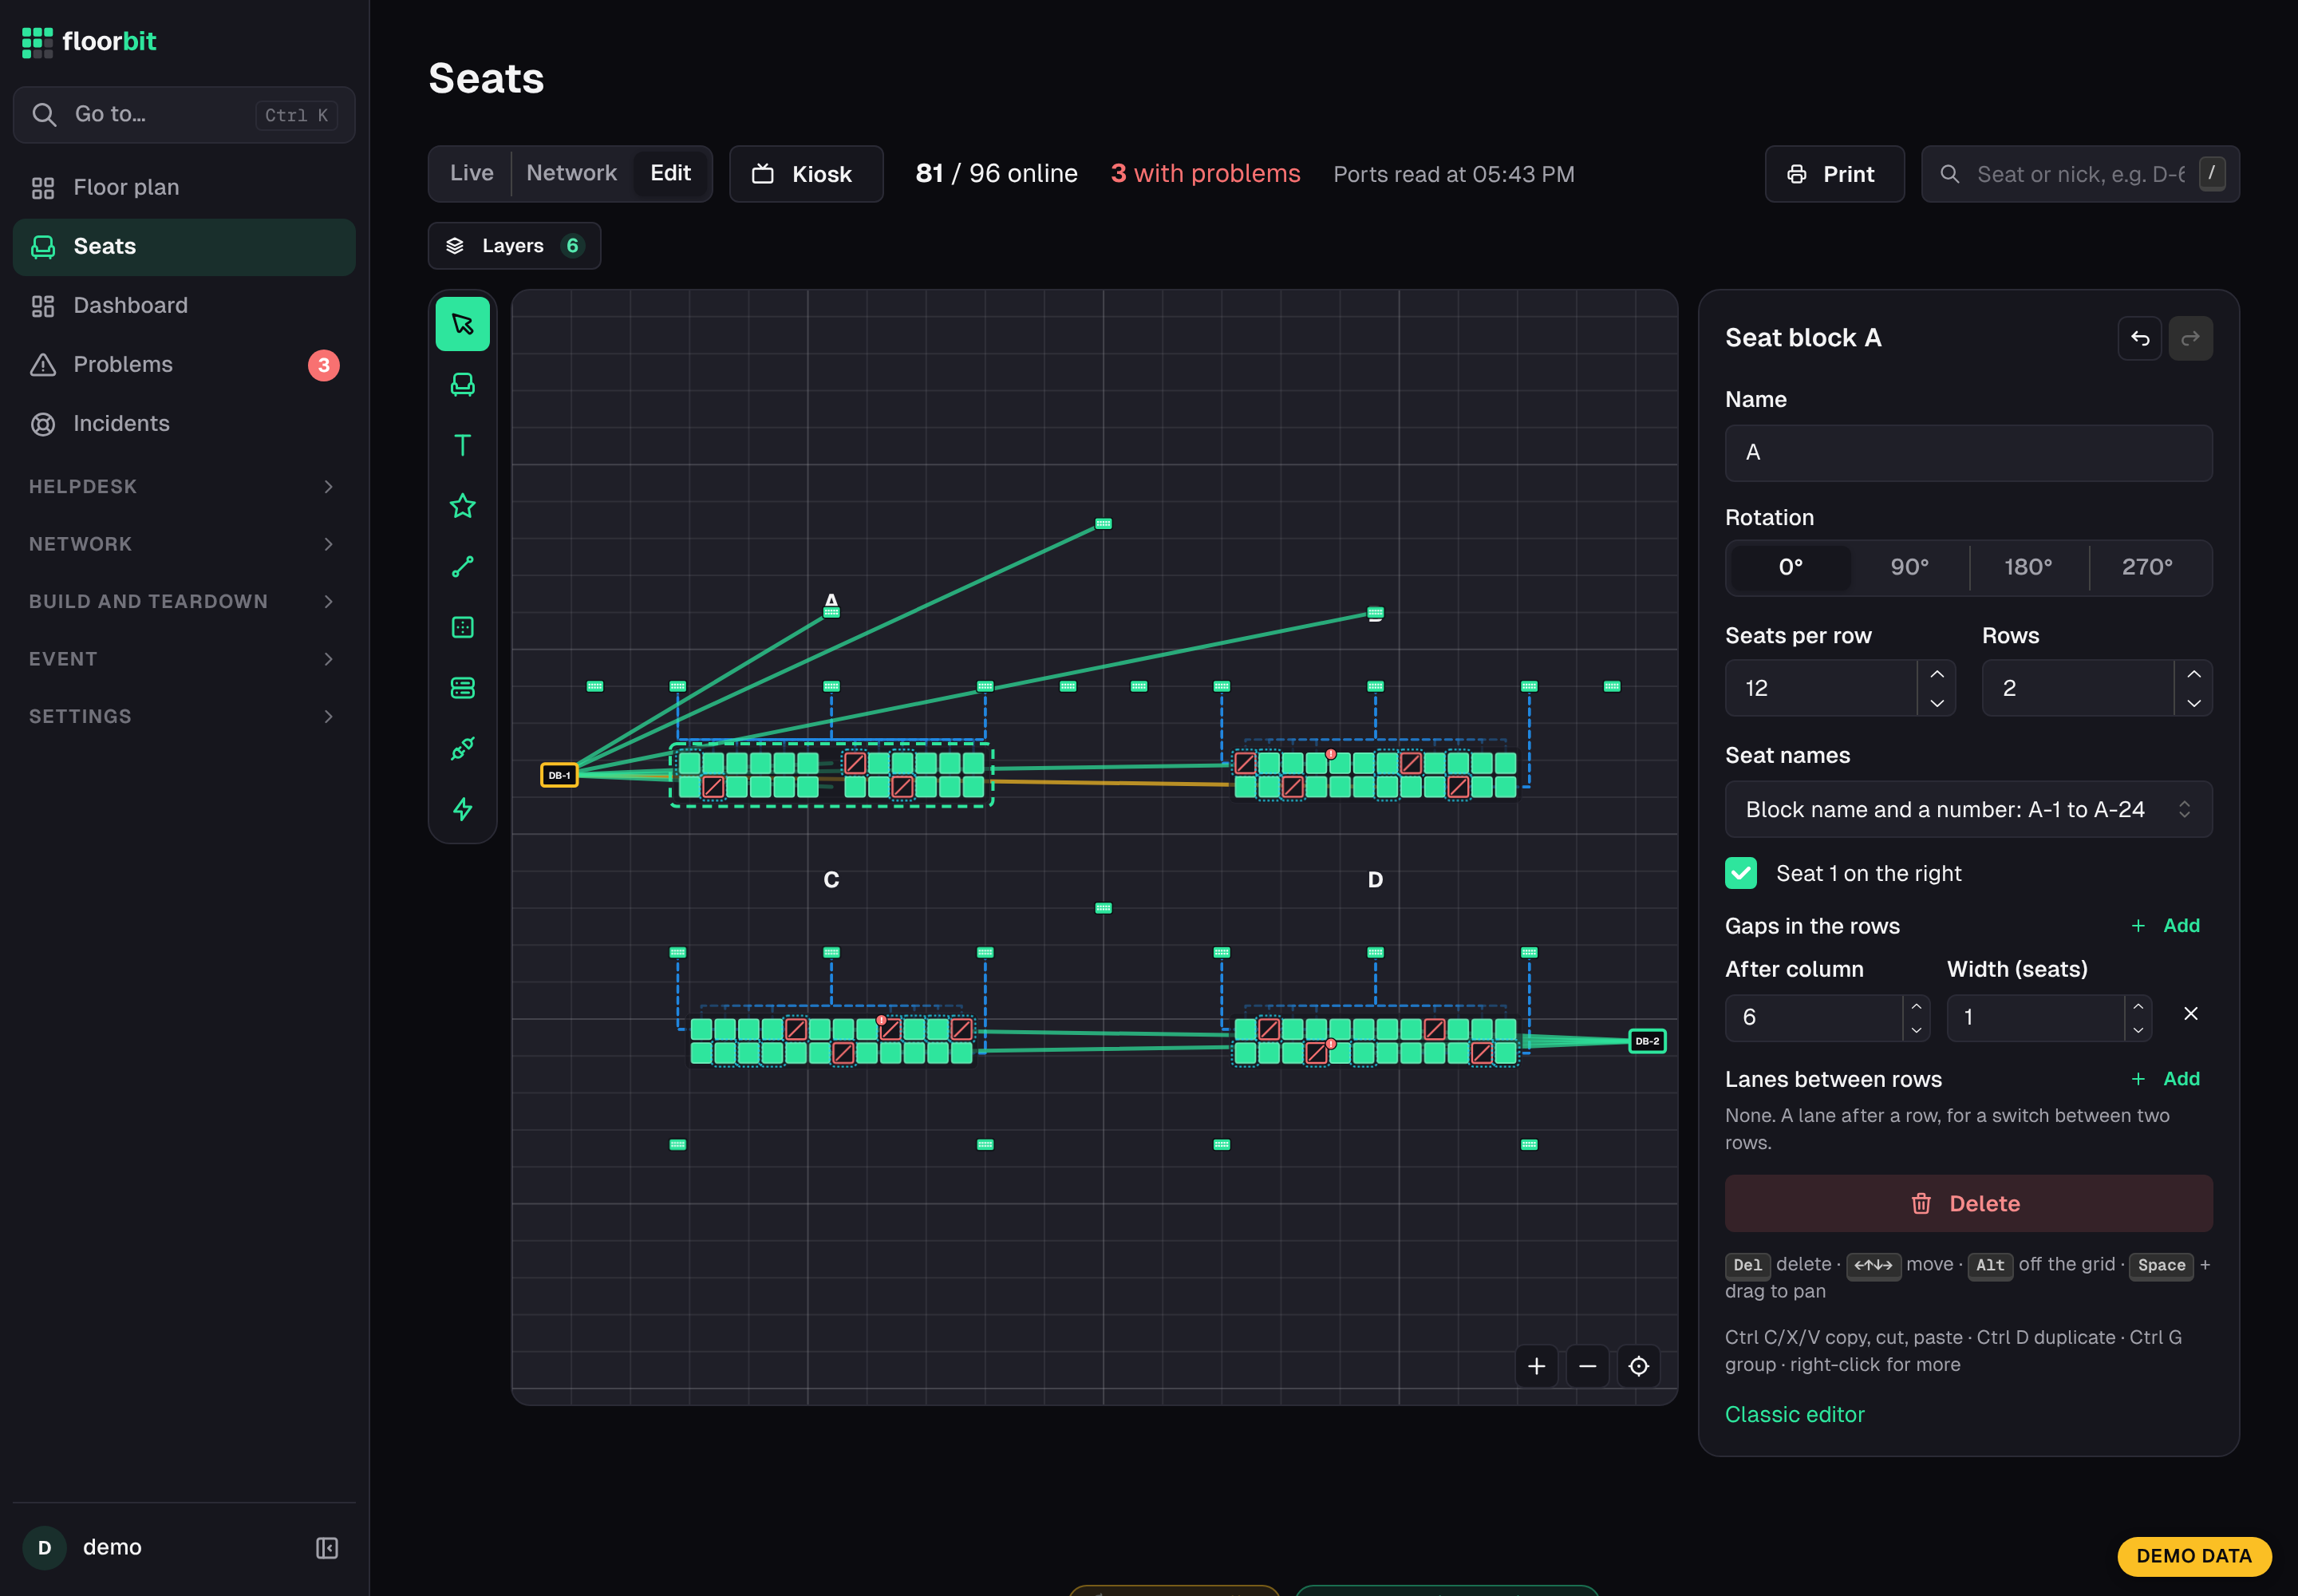 floorbit
Go to...
Ctrl K
Floor plan
Seats
Dashboard
Problems
3
Incidents
HELPDESK
NETWORK
BUILD AND TEARDOWN
EVENT
SETTINGS
D
demo
Seats
Live
Network
Edit
Kiosk
81 / 96 online
3 with problems
Ports read at 05:43 PM
Print
Seat or nick, e.g. D-6
/
Layers
6
A
DB-1
C
D
DB-2
Seat block A
Name
A
Rotation
0°
90°
180°
270°
Seats per row
Rows
12
2
Seat names
Block name and a number: A-1 to A-24
Seat 1 on the right
Gaps in the rows
+ Add
After column
Width (seats)
6
1
Lanes between rows
+ Add
None. A lane after a row, for a switch between two
rows.
Delete
Del delete · ←↑↓→ move · Alt off the grid · Space +
drag to pan
Ctrl C/X/V copy, cut, paste · Ctrl D duplicate · Ctrl G
group · right-click for more
Classic editor
DEMO DATA